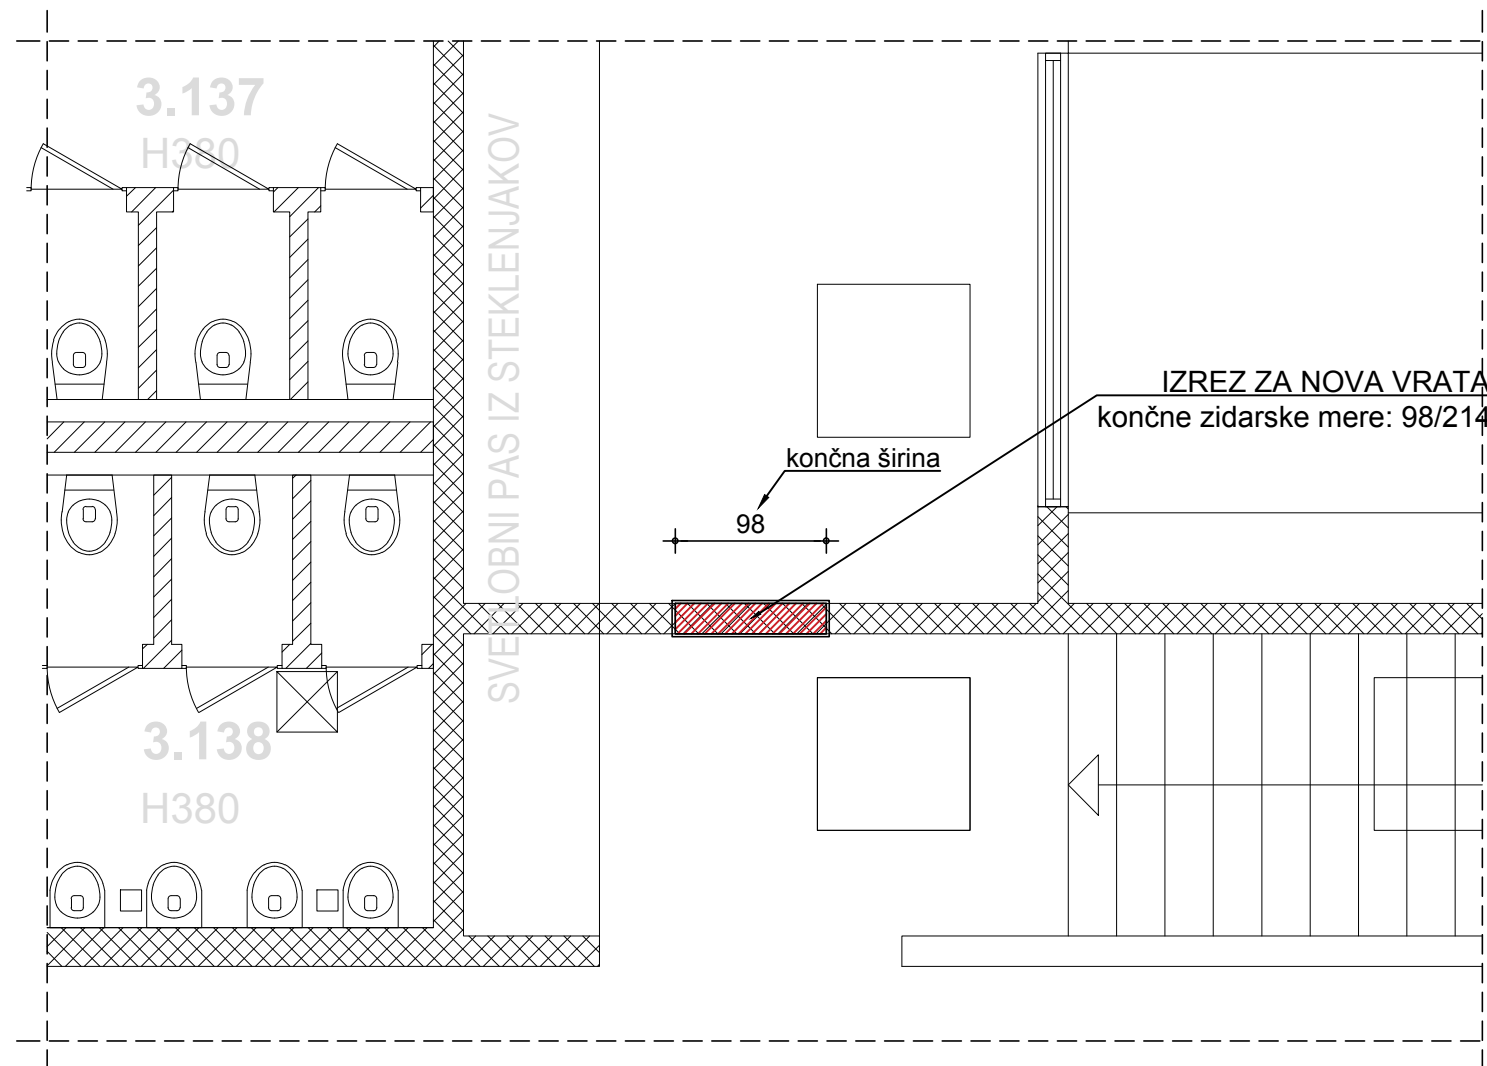 3.137
H380
SVETLOBNI PAS IZ STEKLENJAKOV
IZREZ ZA NOVA VRATA
končne zidarske mere: 98/214
končna širina
98
3.138
H380